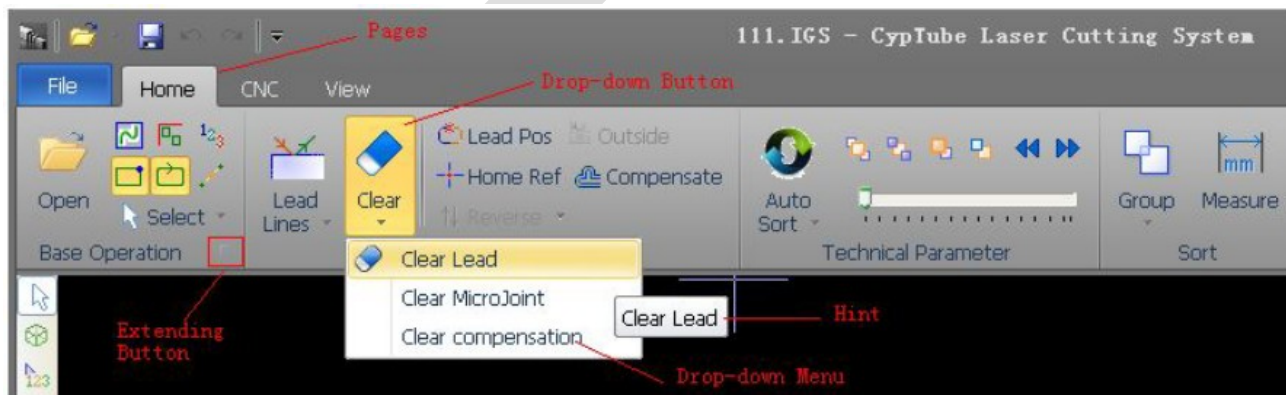 Pages
111.IGS - CypTube Laser Cutting System
File Home CNC View
Drop-down Button
123
Open
Select
Lead Lines
Clear
Lead Pos Outside
Home Ref Compensate
Reverse
Auto Sort
Group
mm
Measure
Base Operation
Technical Parameter
Sort
Clear Lead
Clear MicroJoint
Clear compensation
Clear Lead
Hint
Extending
Button
Drop-down Menu
123